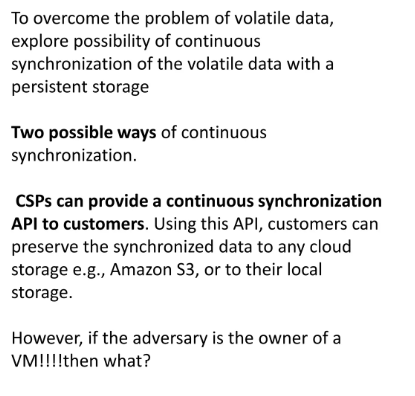 To overcome the problem of volatile data,
explore possibility of continuous
synchronization of the volatile data with a
persistent storage
Two possible ways of continuous
synchronization.
CSPs can provide a continuous synchronization
API to customers. Using this API, customers can
preserve the synchronized data to any cloud
storage e.g., Amazon S3, or to their local
storage.
However, if the adversary is the owner of a
VM!!!!then what?